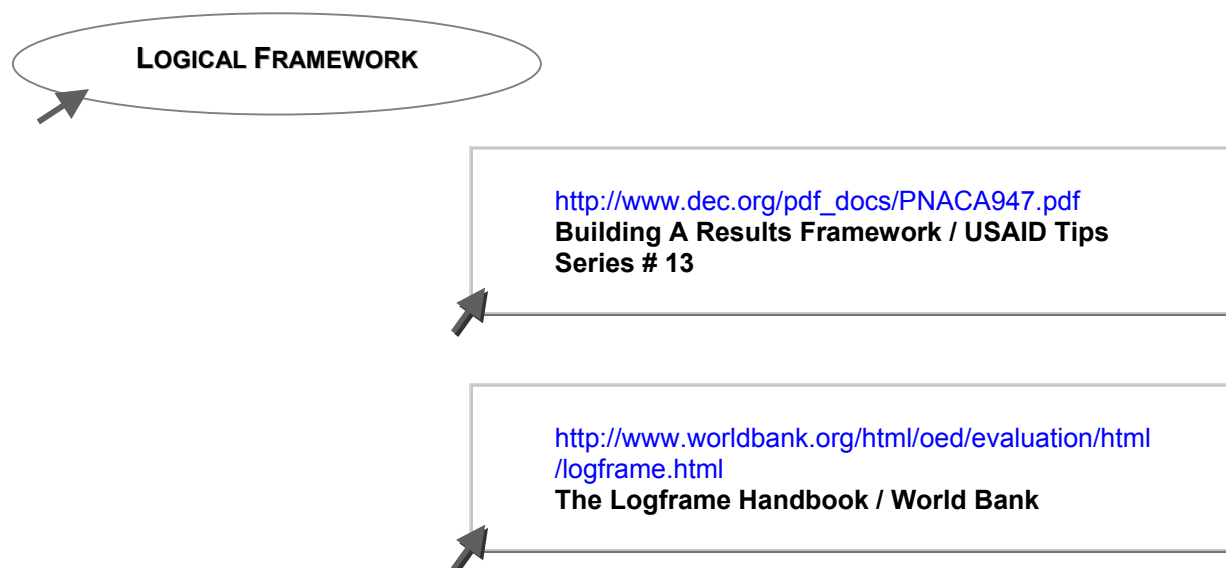 LOGICAL FRAMEWORK
http://www.dec.org/pdf_docs/PNACA947.pdf
Building A Results Framework / USAID Tips
Series # 13
http://www.worldbank.org/html/oed/evaluation/html
/logframe.html
The Logframe Handbook / World Bank